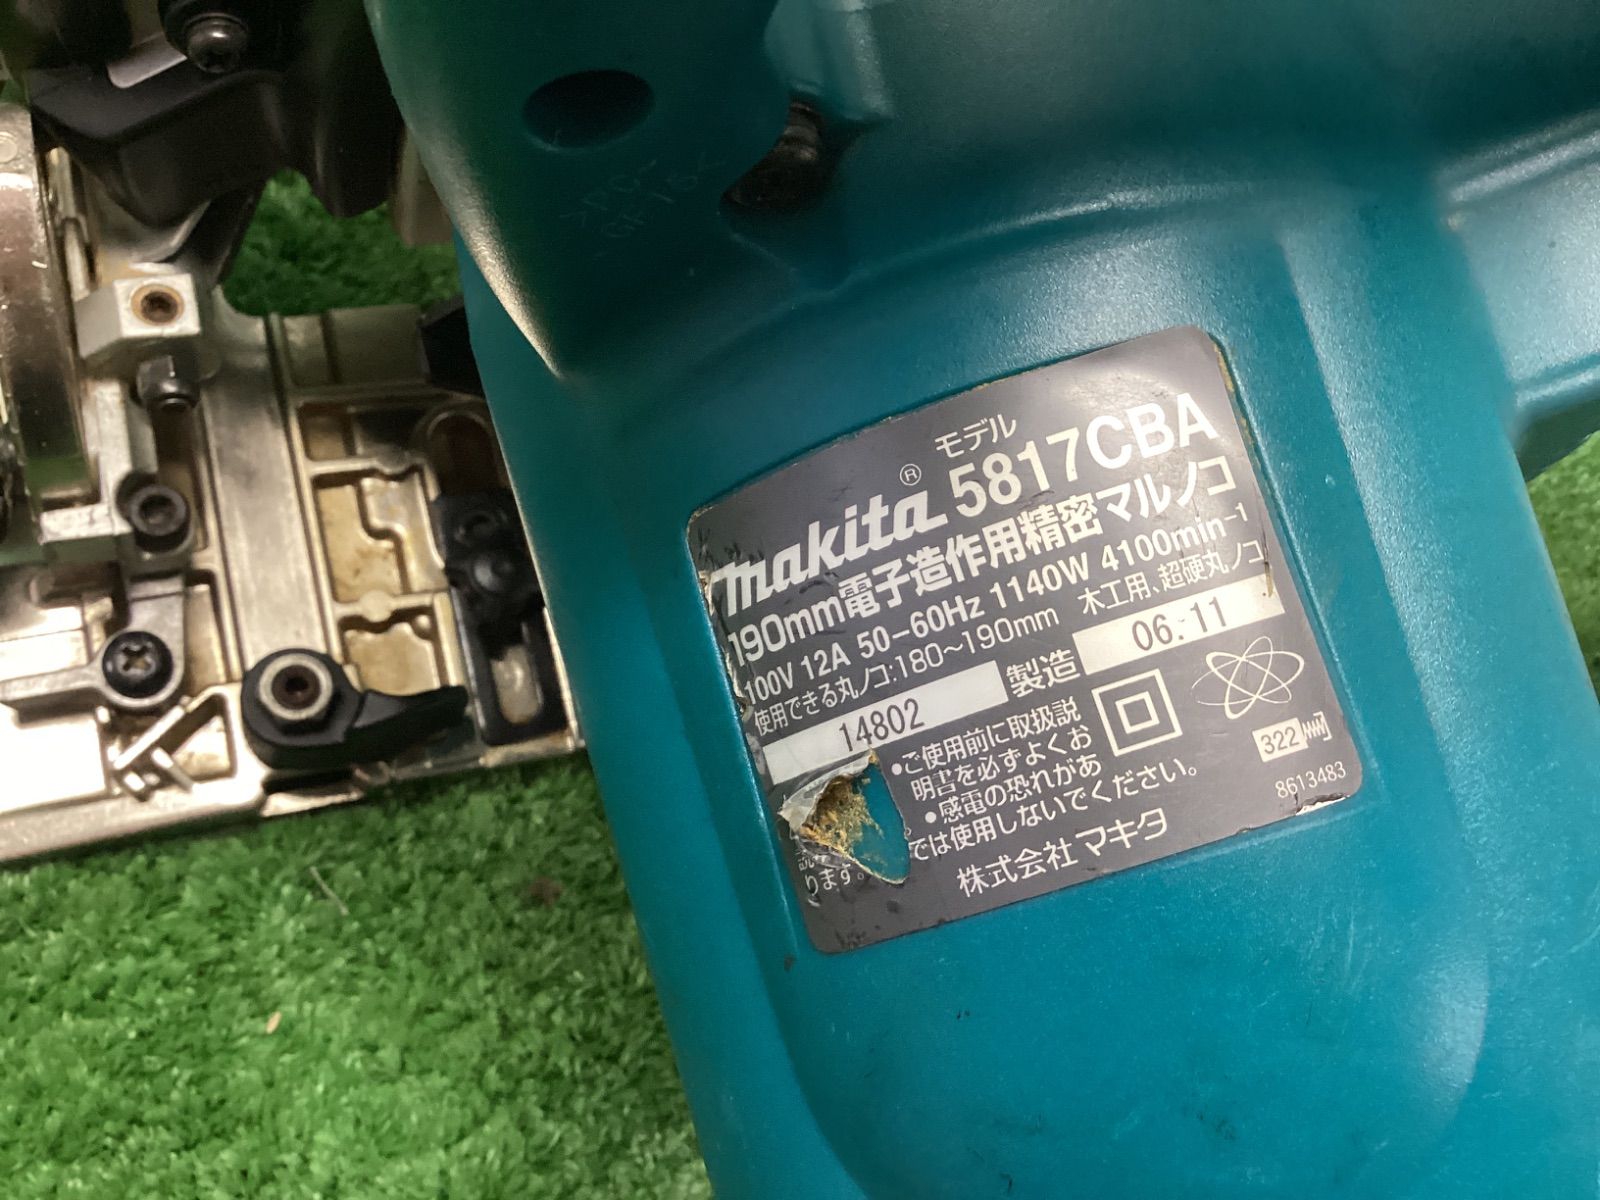 モデル
makita® 5817CBA
190mm電子造作用精密マルノコ
100V 12A 50-60Hz 1140W 4100min⁻¹
使用できる丸ノコ:180~190mm 木工用、超硬丸ノコ
14802 製造 06.11
•ご使用前に取扱説
明書を必ずよくお
読
•感電の恐れがあ
ります。 では使用しないでください。
株式会社 マキタ
322
8613483
>PC-